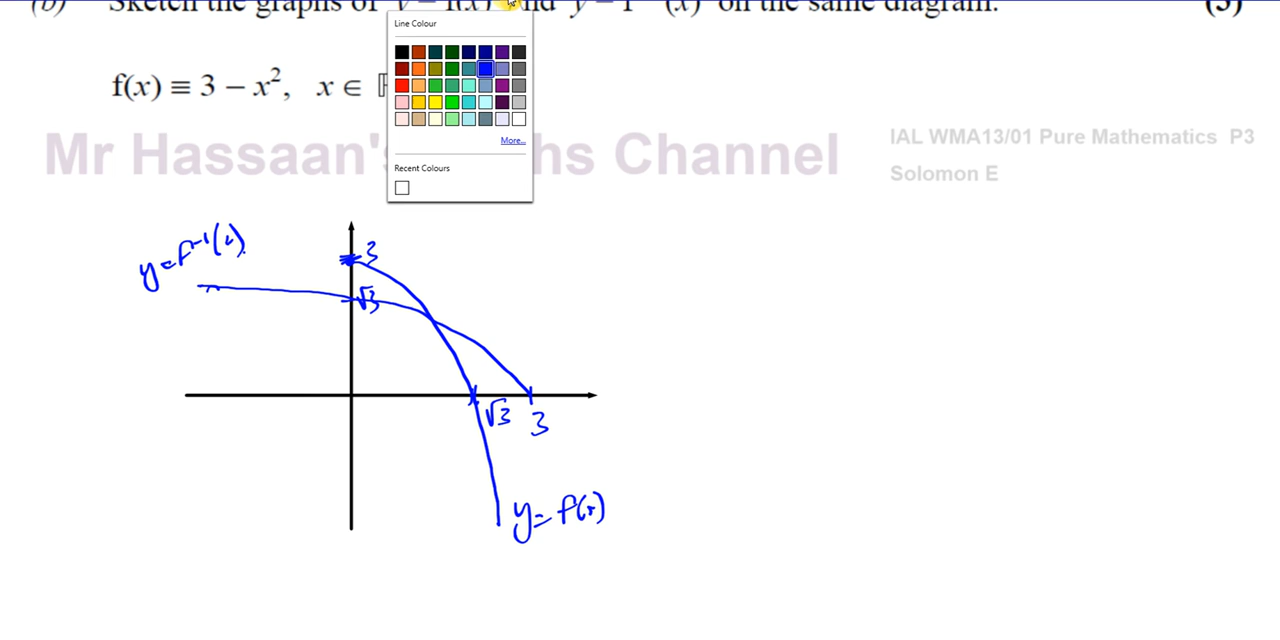 (b) Sketch the graphs of y = f(x) and y = f (x) on the same diagram. (3)
Line Colour
f(x) ≡ 3 − x², x ∈
More...
Mr Hassaan's hs Channel
IAL WMA13/01 Pure Mathematics P3
Solomon E
Recent Colours
y=f⁻¹(x)
3
√3
√3
3
y= f(x)